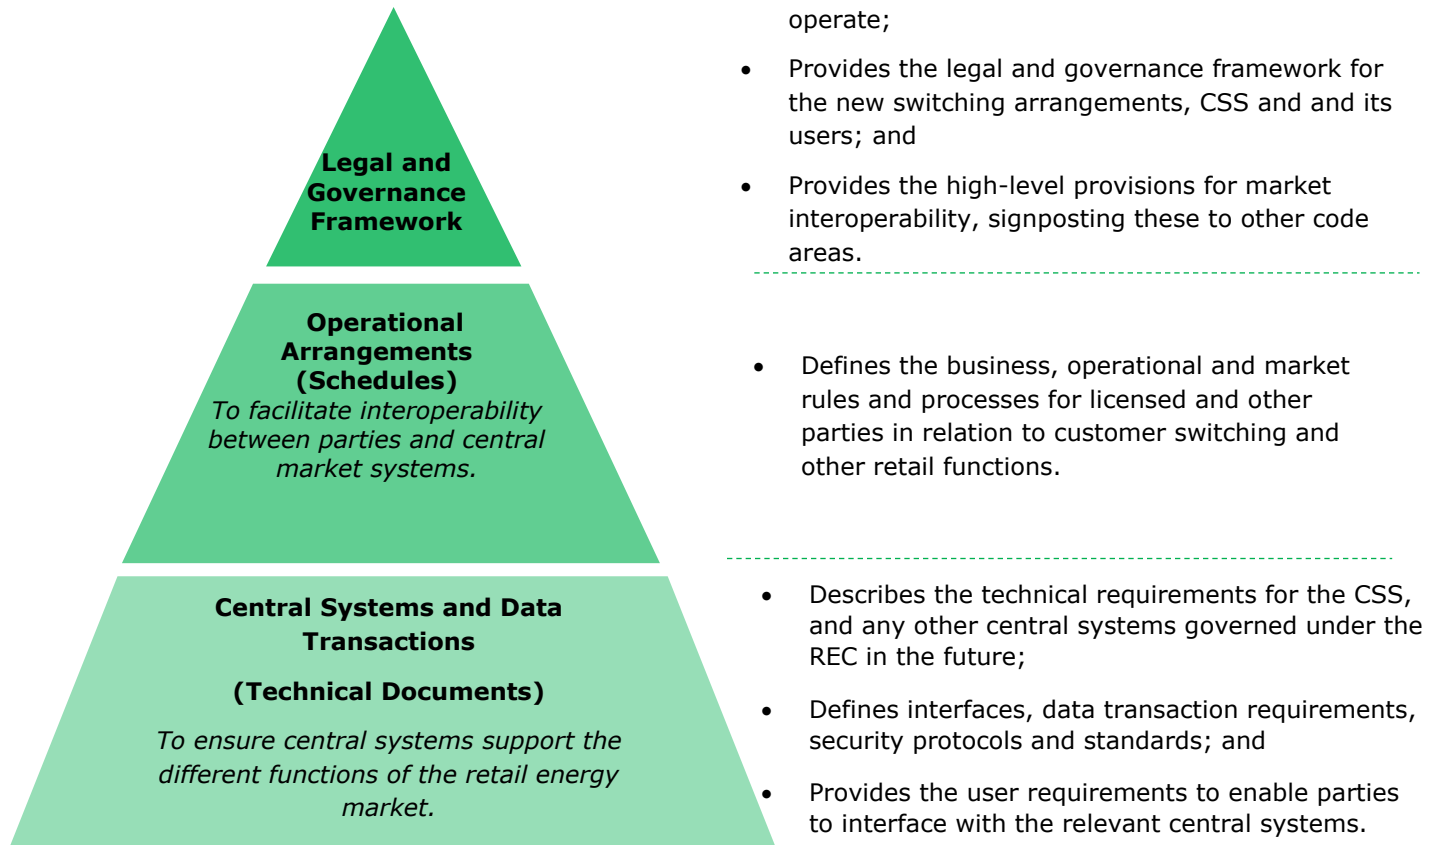 operate;
• Provides the legal and governance framework for
the new switching arrangements, CSS and and its
users; and
• Provides the high-level provisions for market
interoperability, signposting these to other code
areas.
Legal and
Governance
Framework
Operational
Arrangements
(Schedules)
To facilitate interoperability
between parties and central
market systems.
• Defines the business, operational and market
rules and processes for licensed and other
parties in relation to customer switching and
other retail functions.
Central Systems and Data
Transactions
(Technical Documents)
To ensure central systems support the
different functions of the retail energy
market.
• Describes the technical requirements for the CSS,
and any other central systems governed under the
REC in the future;
• Defines interfaces, data transaction requirements,
security protocols and standards; and
• Provides the user requirements to enable parties
to interface with the relevant central systems.